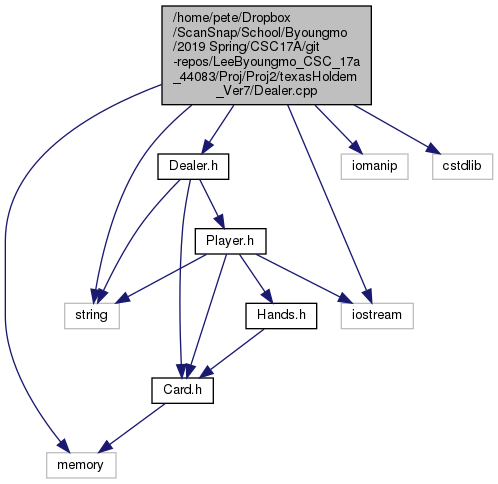 /home/pete/Dropbox
/ScanSnap/School/Byoungmo
/2019 Spring/CSC17A/git
-repos/LeeByoungmo_CSC_17a
_44083/Proj/Proj2/texasHoldem
_Ver7/Dealer.cpp
Dealer.h
iomanip
cstdlib
Player.h
string
Hands.h
iostream
Card.h
memory